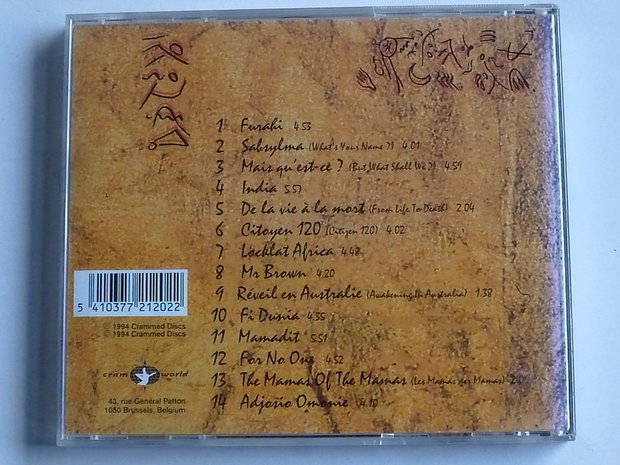 1 Furahi 4.53
2 Sabsylma (What's Your Name?) 4.01
3 Mais qu'est-ce? (But What Shall We?) 4.59
4 India 5.57
5 De la vie à la mort (From Life To Death) 2.04
6 Citoyen 120 (Citizen 120) 4.02
7 Locklat Africa 4.48
8 Mr Brown 4.20
9 Réveil en Australie (Awakening In Australia) 1.38
10 Fi Dunia 4.35
11 Mamadit 5.51
12 For No One 4.52
13 The Mamas Of The Mamas (Les Mamas des Mamas)
14 Adjosio Omonie 4.10
5 410377 212022
℗ 1994 Crammed Discs
© 1994 Crammed Discs
cram world
43, rue Général Patton
1050 Brussels, Belgium